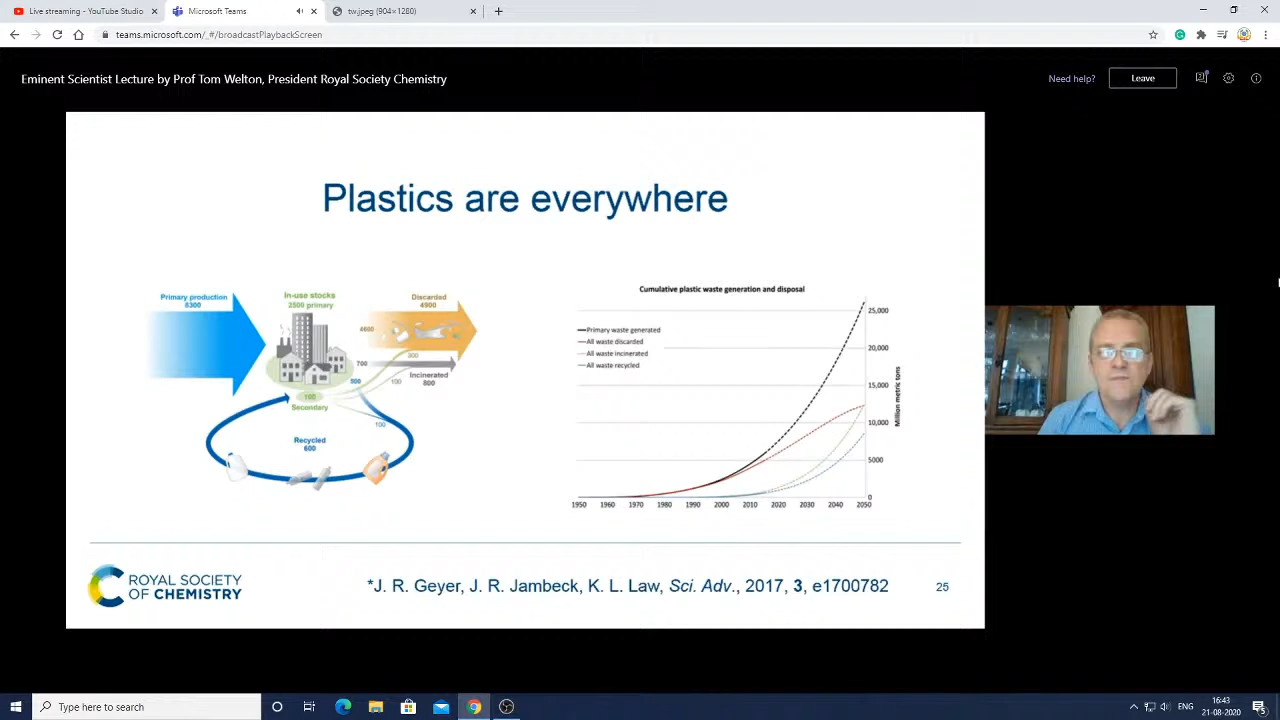 Live streaming - YouTube Studio
Microsoft Teams
twjpeg (904×1280)
teams.microsoft.com/_#/broadcastPlaybackScreen
Eminent Scientist Lecture by Prof Tom Welton, President Royal Society Chemistry
Need help?
Leave
Plastics are everywhere
Primary production
8300
In-use stocks
2500 primary
Discarded
4900
4600
300
700
Incinerated
800
500
100
100
Secondary
100
Recycled
600
Cumulative plastic waste generation and disposal
Primary waste generated
All waste discarded
All waste incinerated
All waste recycled
25,000
20,000
15,000
10,000
5000
0
Million metric tons
1950 1960 1970 1980 1990 2000 2010 2020 2030 2040 2050
ROYAL SOCIETY
OF CHEMISTRY
*J. R. Geyer, J. R. Jambeck, K. L. Law, Sci. Adv., 2017, 3, e1700782
25
Type here to search
ENG
16:43
21-08-2020